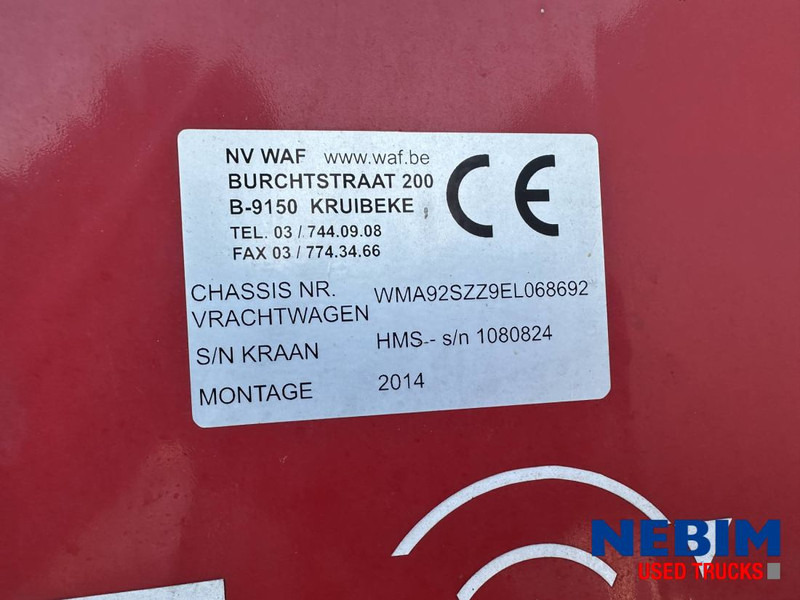 NV WAF www.waf.be
BURCHTSTRAAT 200
B-9150 KRUIBEKE
TEL. 03 / 744.09.08
FAX 03 / 774.34.66
CE
CHASSIS NR. VRACHTWAGEN WMA92SZZ9EL068692
S/N KRAAN HMS-- s/n 1080824
MONTAGE 2014
NEBIM
USED TRUCKS